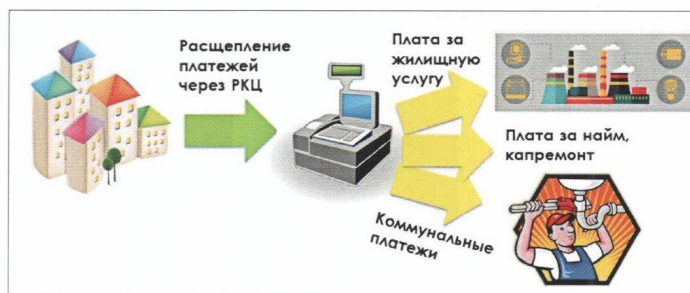 Расщепление
платежей
через РКЦ
Плата за
жилищную
услугу
Плата за найм,
капремонт
Коммунальные
платежи